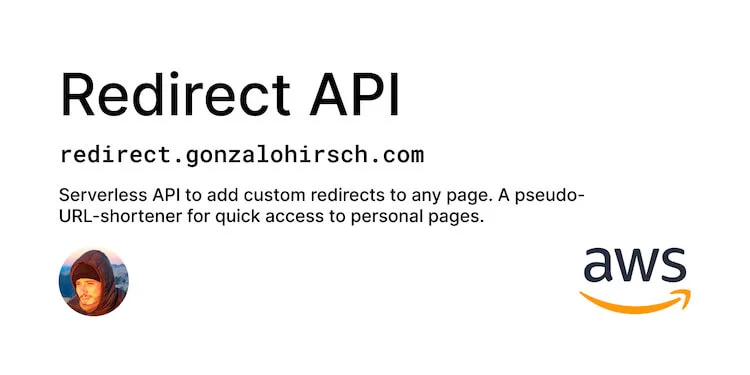 Redirect API
redirect.gonzalohirsch.com
Serverless API to add custom redirects to any page. A pseudo-
URL-shortener for quick access to personal pages.
aws